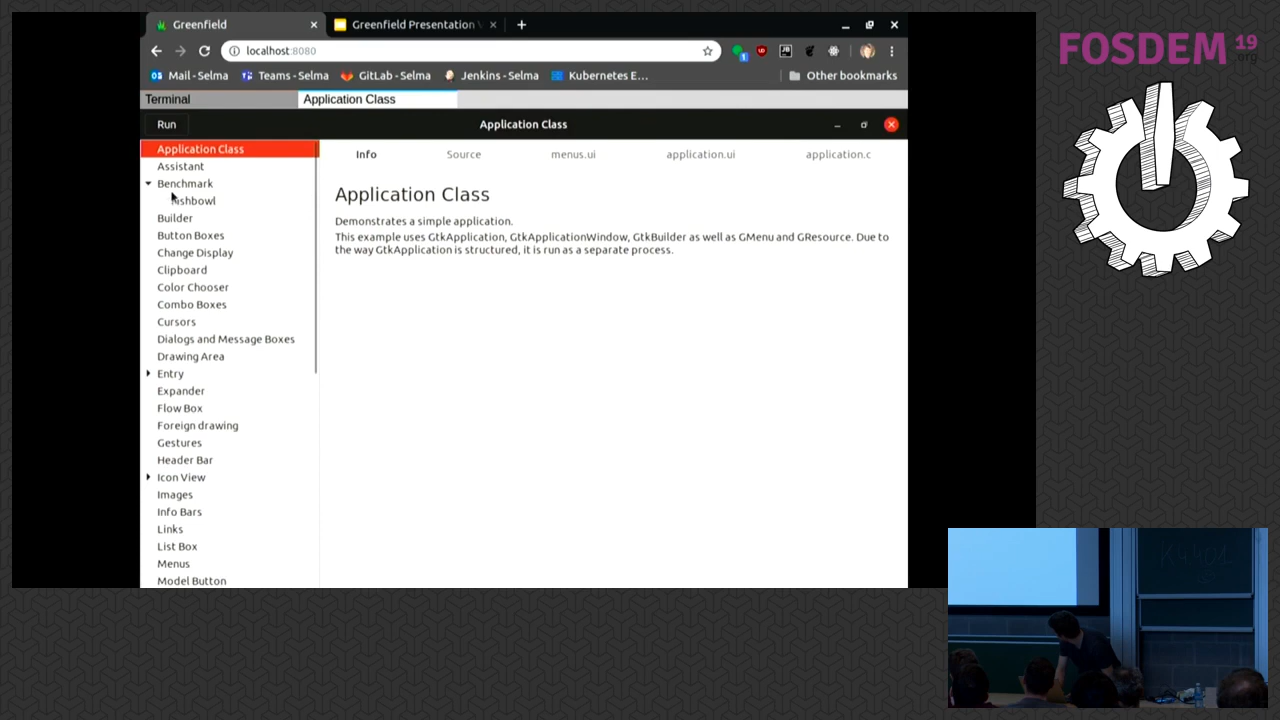 Greenfield
Greenfield Presentation
localhost:8080
Mail - Selma
Teams - Selma
GitLab - Selma
Jenkins - Selma
Kubernetes E...
Other bookmarks
Terminal
Application Class
Run
Application Class
Application Class
Assistant
Benchmark
Fishbowl
Builder
Button Boxes
Change Display
Clipboard
Color Chooser
Combo Boxes
Cursors
Dialogs and Message Boxes
Drawing Area
Entry
Expander
Flow Box
Foreign drawing
Gestures
Header Bar
Icon View
Images
Info Bars
Links
List Box
Menus
Model Button
Info
Source
menus.ui
application.ui
application.c
Application Class
Demonstrates a simple application.
This example uses GtkApplication, GtkApplicationWindow, GtkBuilder as well as GMenu and GResource. Due to
the way GtkApplication is structured, it is run as a separate process.
FOSDEM 19
.org
K4.401